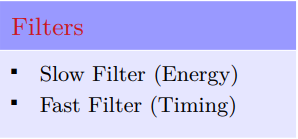 Filters
▪ Slow Filter (Energy)
▪ Fast Filter (Timing)